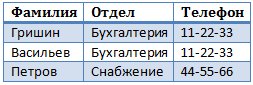 Фамилия Отдел Телефон
Гришин Бухгалтерия 11-22-33
Васильев Бухгалтерия 11-22-33
Петров Снабжение 44-55-66